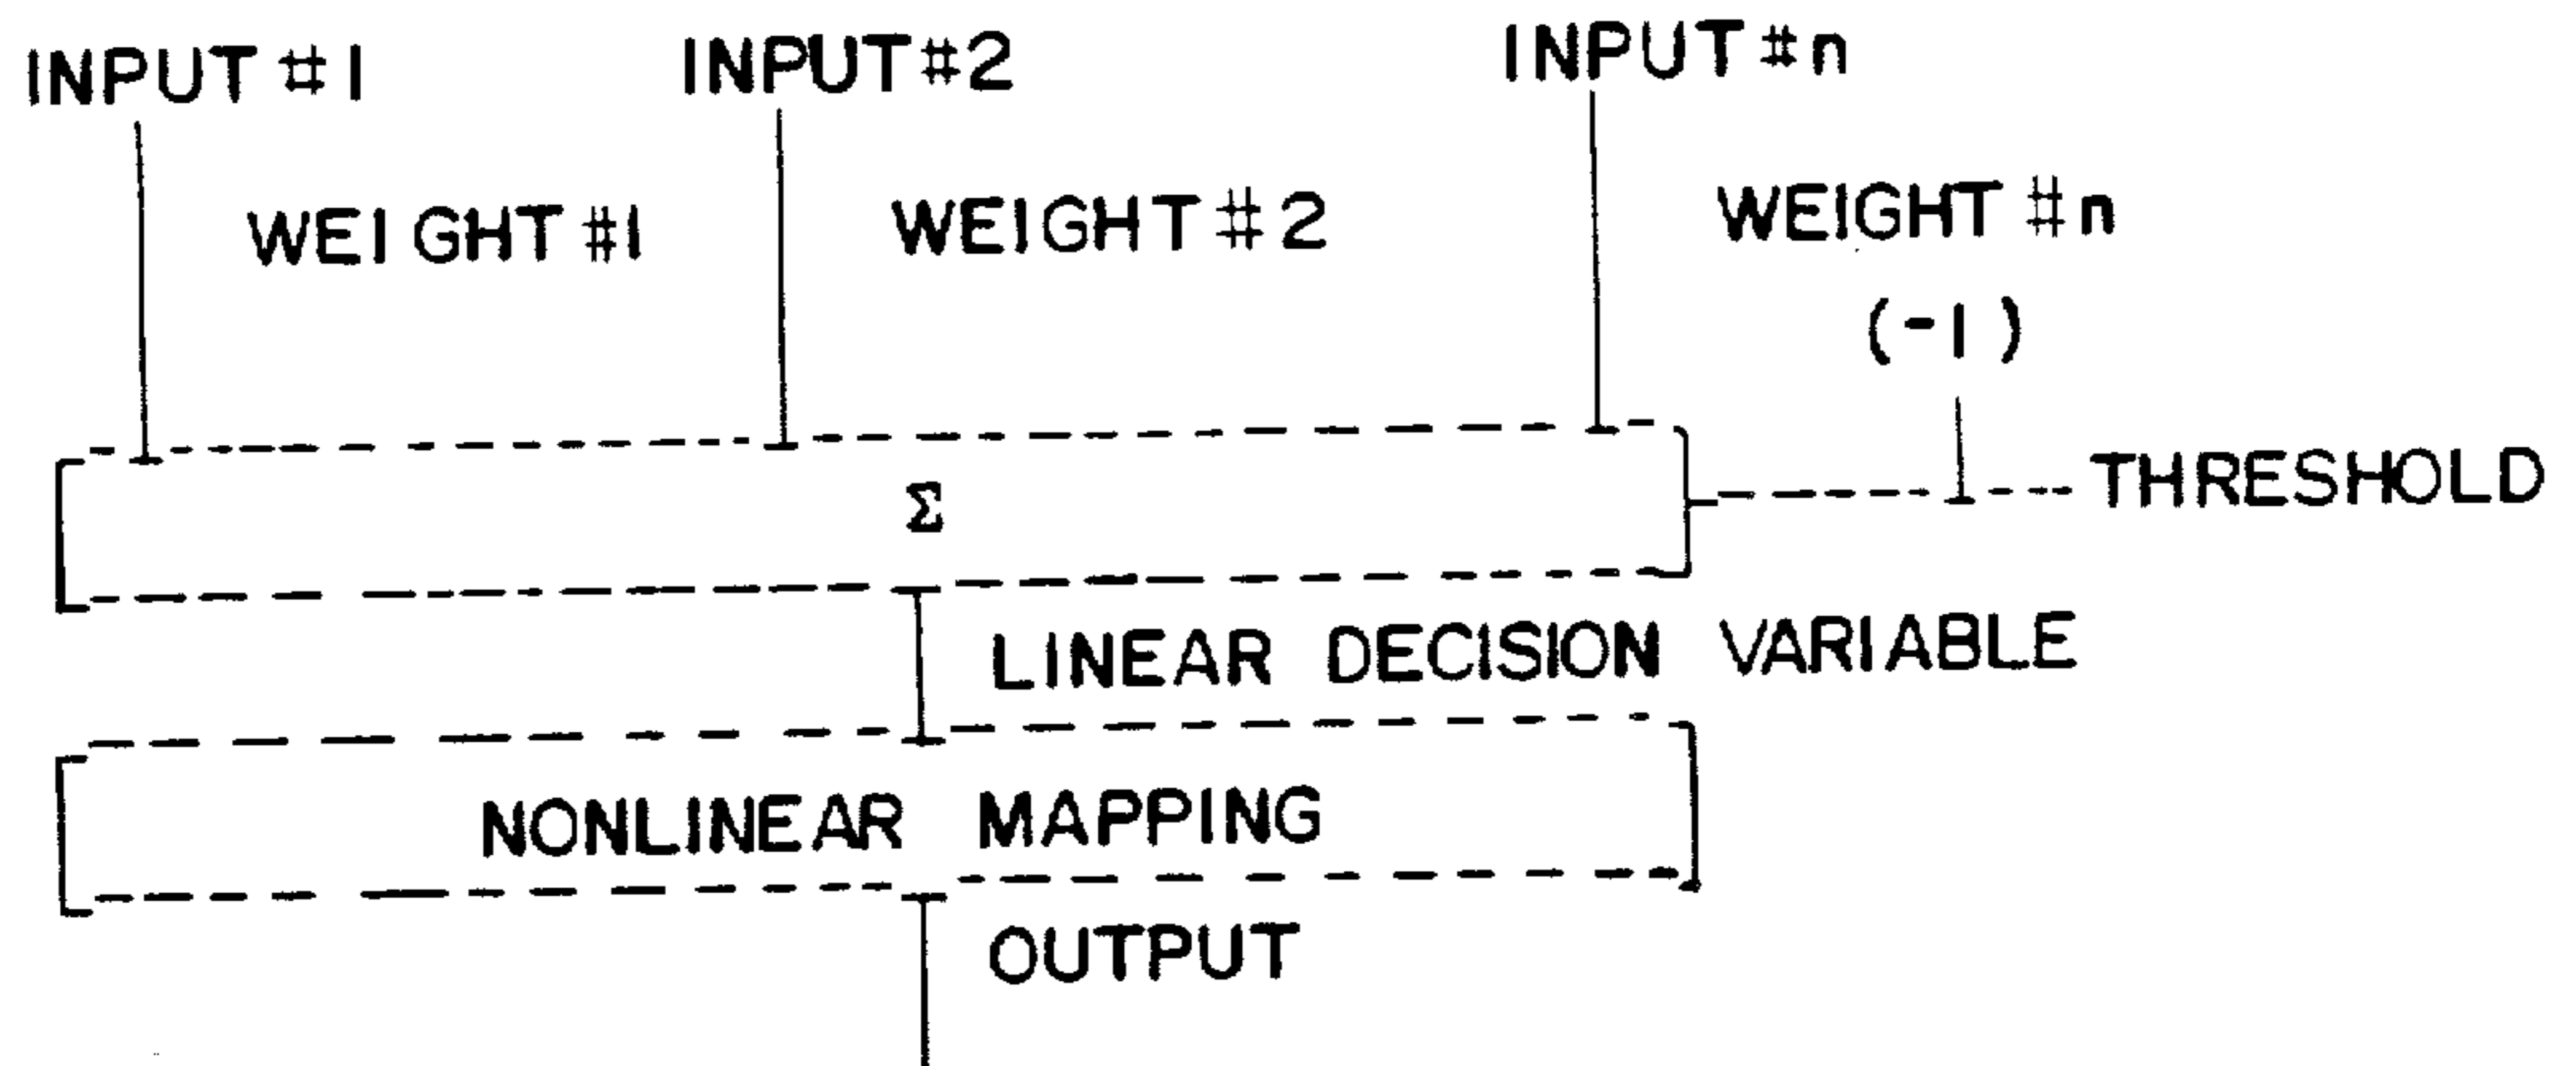 INPUT #1 INPUT #2 INPUT #n
WEIGHT #1 WEIGHT #2 WEIGHT #n
(-1)
Σ THRESHOLD
LINEAR DECISION VARIABLE
NONLINEAR MAPPING
OUTPUT